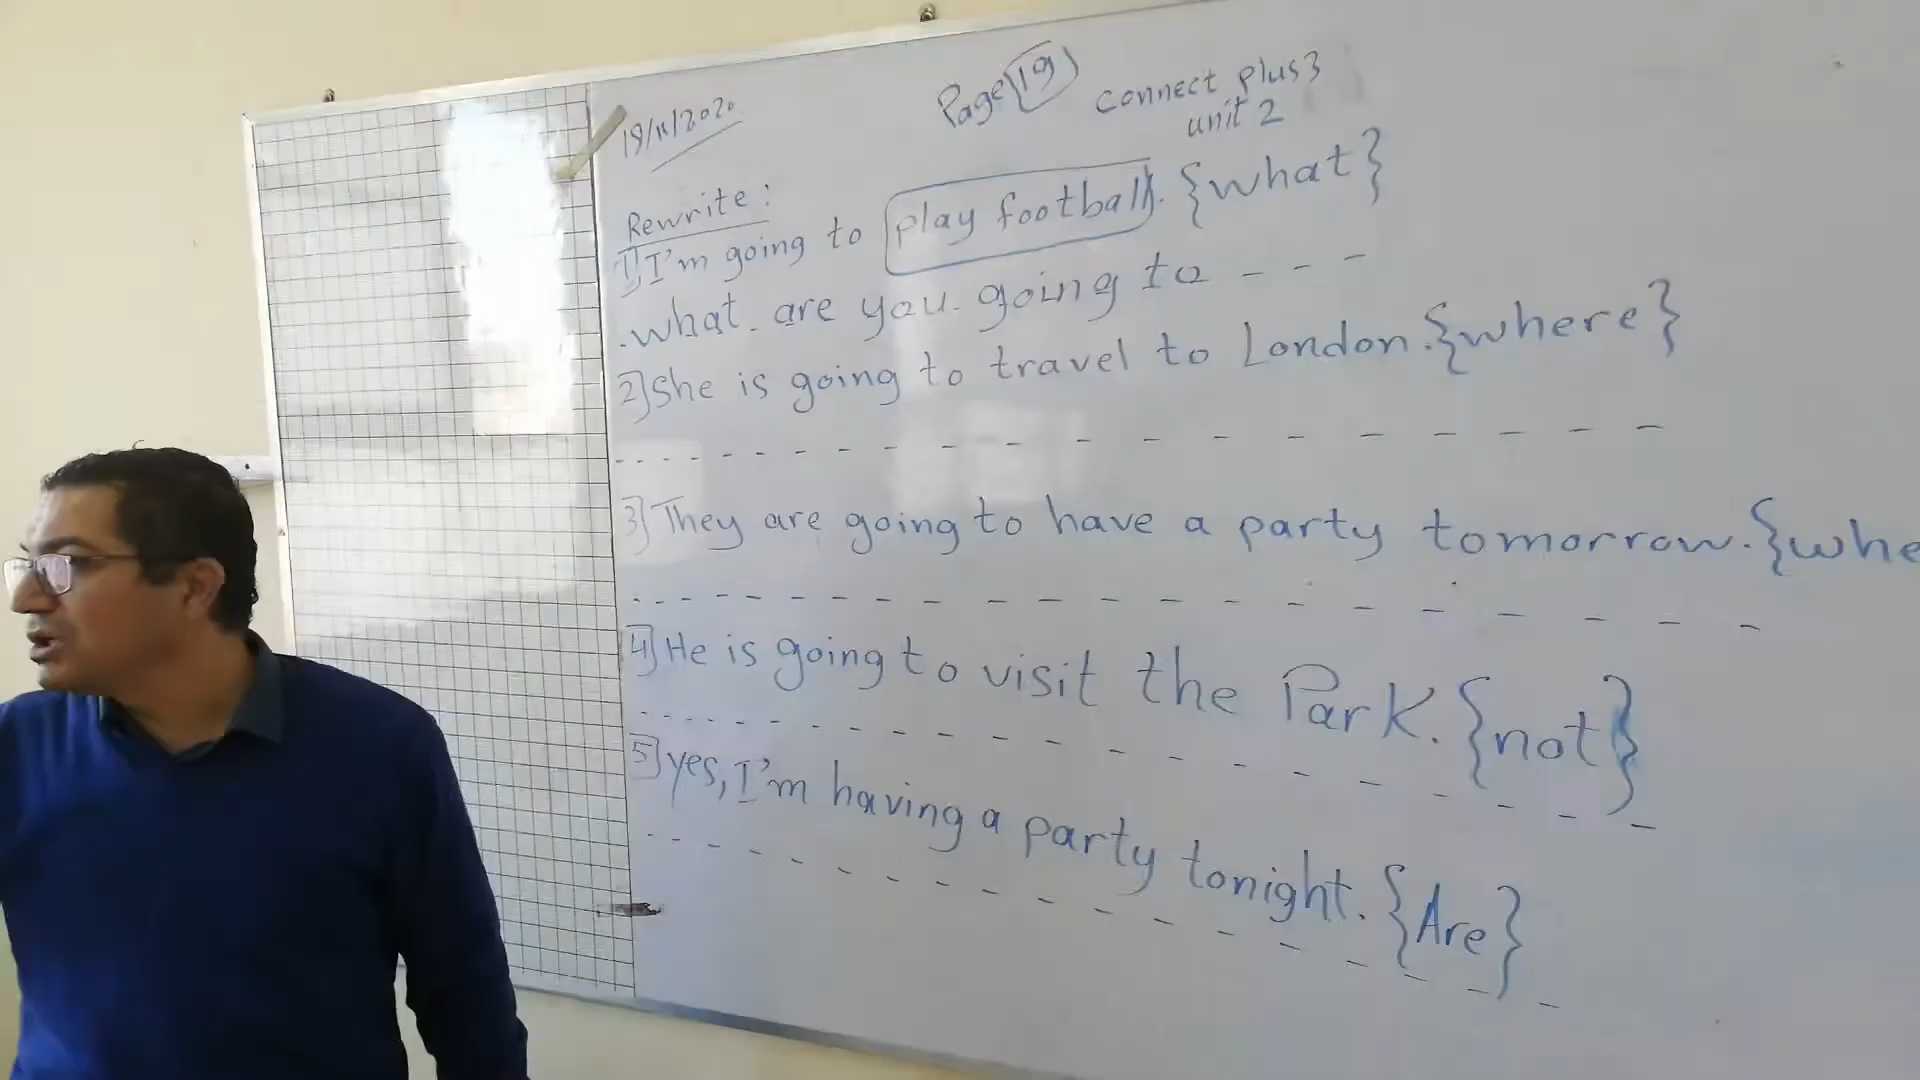 18/11/2020
Page (19)
Connect plus 3
unit 2
Rewrite:
1] I'm going to play football. {what}
.what. are you. going to - - -
2] She is going to travel to London. {where}
3] They are going to have a party tomorrow. {whe
4] He is going to visit the Park. {not}
5] yes, I'm having a party tonight. {Are}